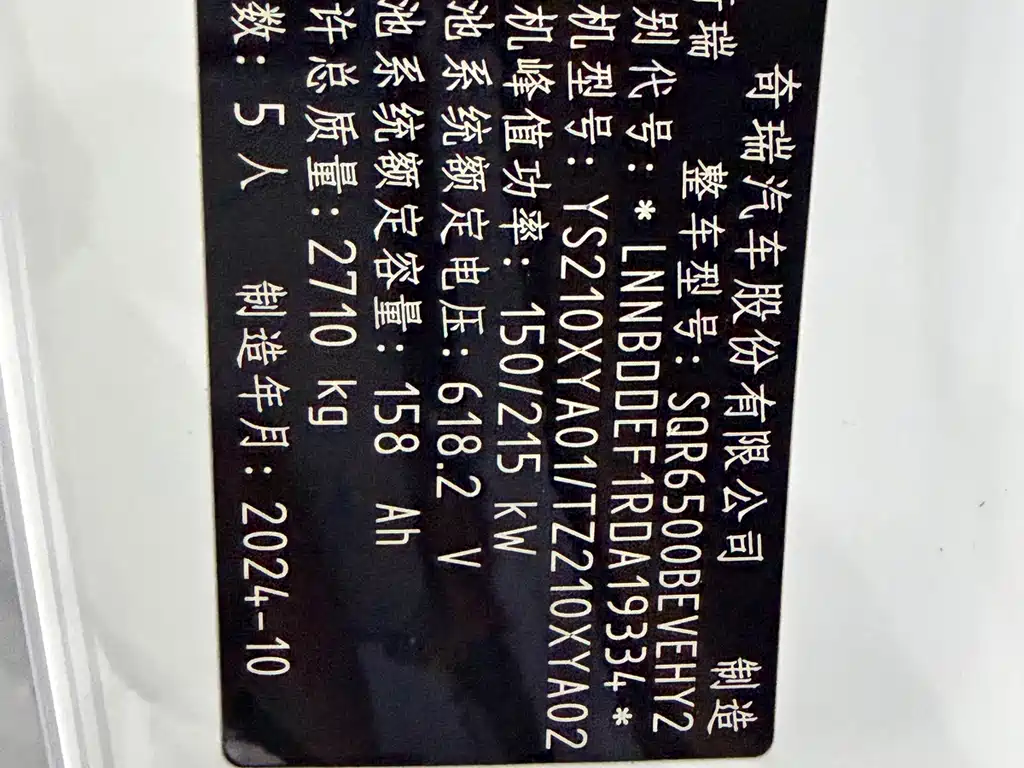 奇瑞汽车股份有限公司 制造
瑞 整车型号：SQR6500BEVEHY2
别代号：*LNNBDDEF1RDA19334*
机型号：YS210XYA01/TZ210XYA02
机峰值功率：150/215 kW
池系统额定电压：618.2 V
池系统额定容量：158 Ah
许总质量：2710 kg
数：5 人 制造年月：2024-10